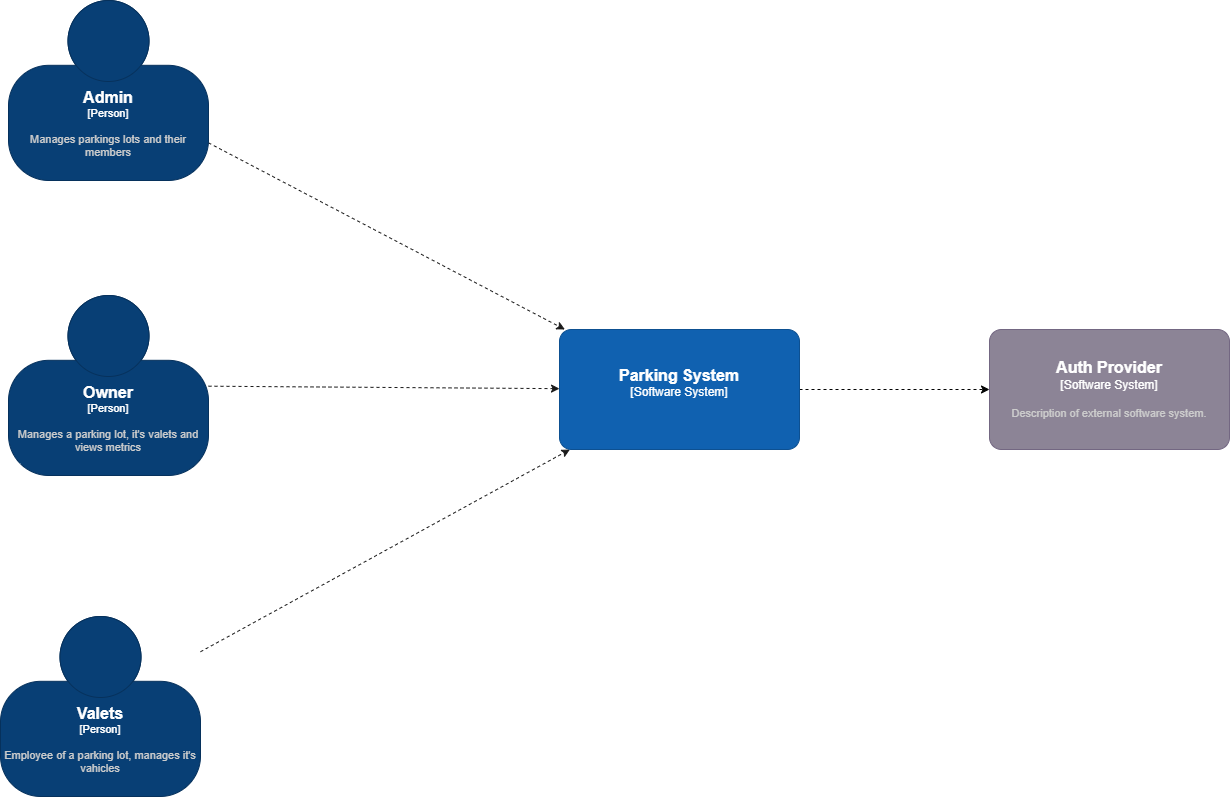 Admin
[Person]
Manages parkings lots and their
members
Owner
[Person]
Manages a parking lot, it's valets and
views metrics
Parking System
[Software System]
Auth Provider
[Software System]
Description of external software system.
Valets
[Person]
Employee of a parking lot, manages it's
vahicles